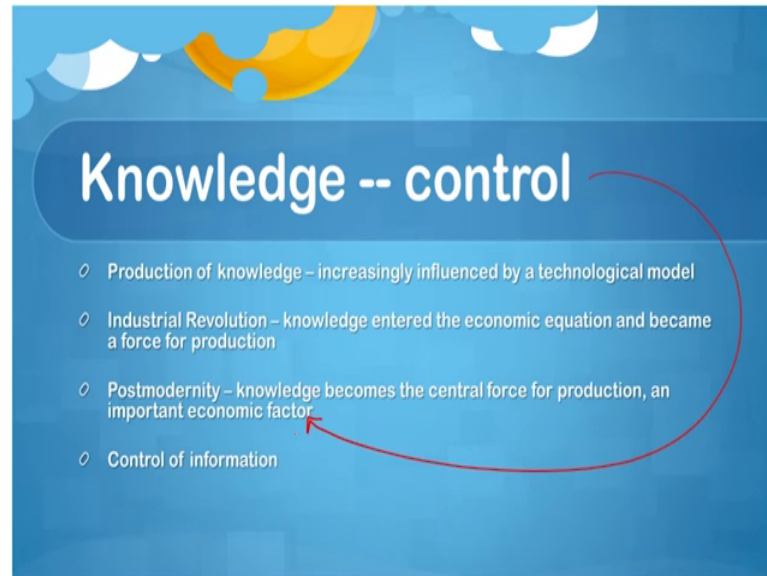 Knowledge -- control
Production of knowledge – increasingly influenced by a technological model
Industrial Revolution – knowledge entered the economic equation and became
a force for production
Postmodernity – knowledge becomes the central force for production, an
important economic factor
Control of information